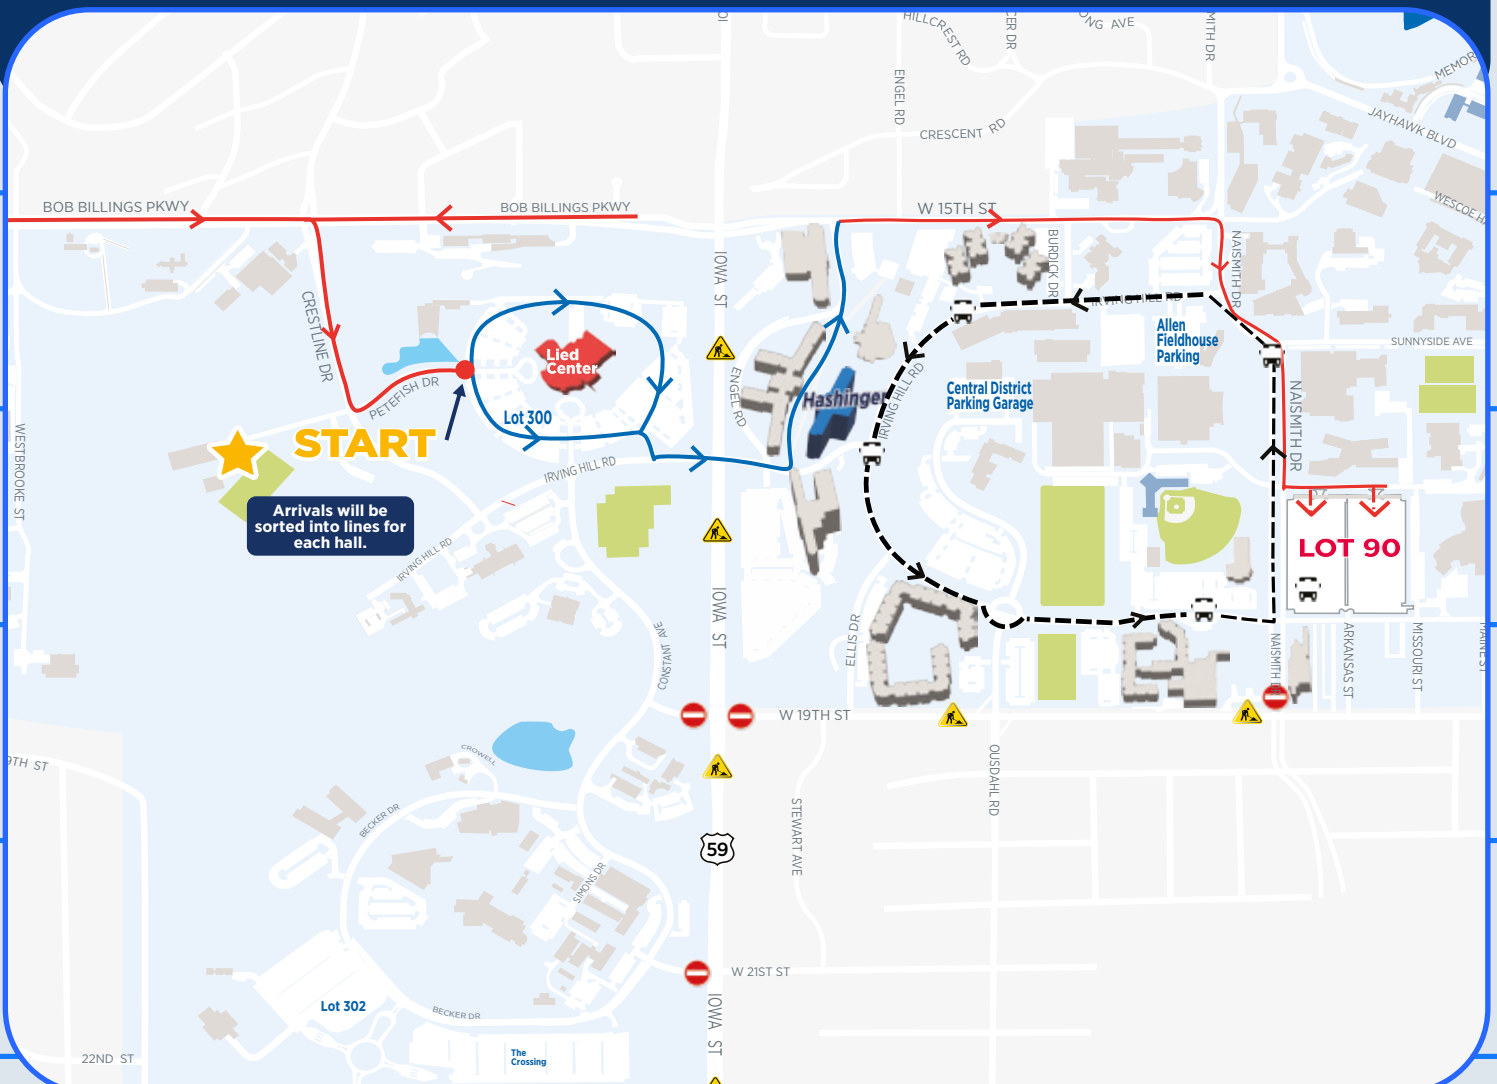 HILLCREST RD
CRESCENT RD
ENGEL RD
JAYHAWK BLVD
BOB BILLINGS PKWY
BOB BILLINGS PKWY
W 15TH ST
NAISMITH DR
BURDICK DR
IRVING HILL RD
IOWA ST
CRESTLINE DR
PETEFISH DR
Lied
Center
Lot 300
ENGEL RD
Hashinger
IRVING HILL RD
Allen
Fieldhouse
Parking
Central District
Parking Garage
SUNNYSIDE AVE
NAISMITH DR
WESTBROOKE ST
START
Arrivals will be
sorted into lines for
each hall.
IRVING HILL RD
IRVING HILL RD
LOT 90
IOWA ST
CONSTANT AVE
ELLIS DR
NAISMITH DR
ARKANSAS ST
MISSOURI ST
W 19TH ST
CROWELL
BECKER DR
59
SIMONS DR
STEWART AVE
OUSDAHL RD
W 21ST ST
Lot 302
BECKER DR
IOWA ST
The
Crossing
22ND ST